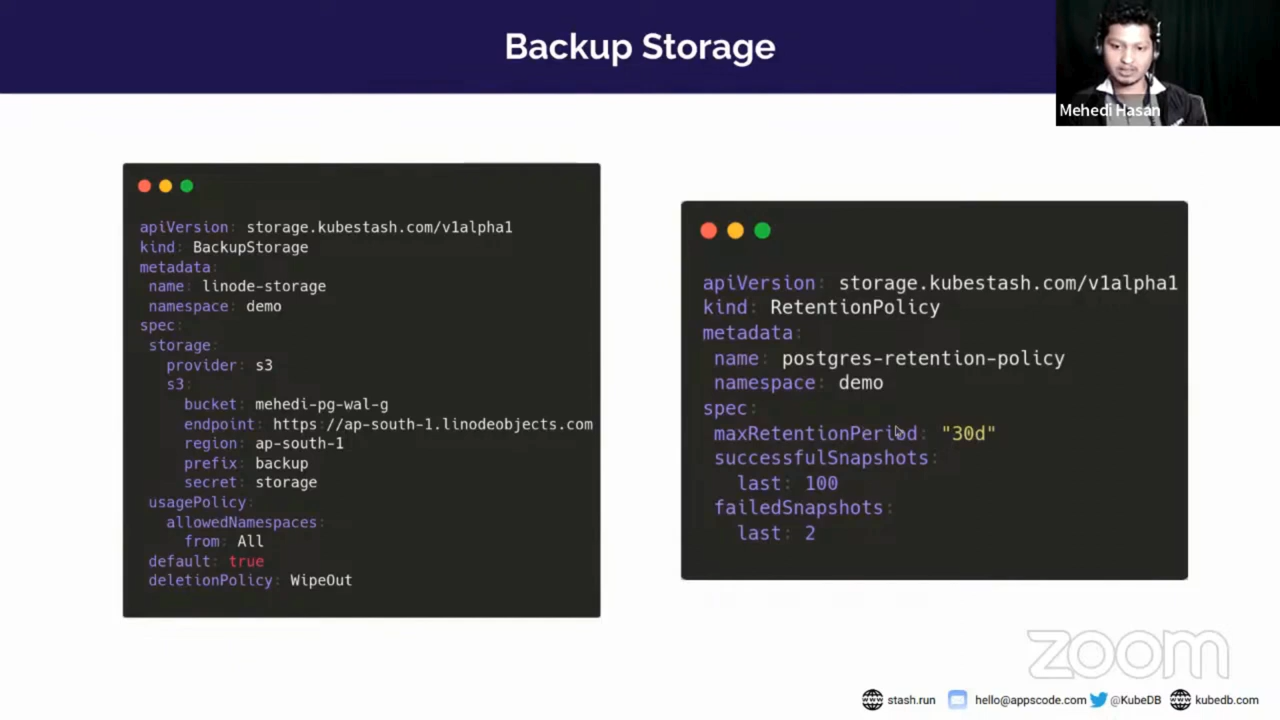 Backup Storage
Mehedi Hasan
apiVersion: storage.kubestash.com/v1alpha1
kind: BackupStorage
metadata:
name: linode-storage
namespace: demo
spec:
storage:
provider: s3
s3:
bucket: mehedi-pg-wal-g
endpoint: https://ap-south-1.linodeobjects.com
region: ap-south-1
prefix: backup
secret: storage
usagePolicy:
allowedNamespaces:
from: All
default: true
deletionPolicy: WipeOut
apiVersion: storage.kubestash.com/v1alpha1
kind: RetentionPolicy
metadata:
name: postgres-retention-policy
namespace: demo
spec:
maxRetentionPeriod: "30d"
successfulSnapshots:
last: 100
failedSnapshots:
last: 2
zoom
stash.run hello@appscode.com @KubeDB kubedb.com